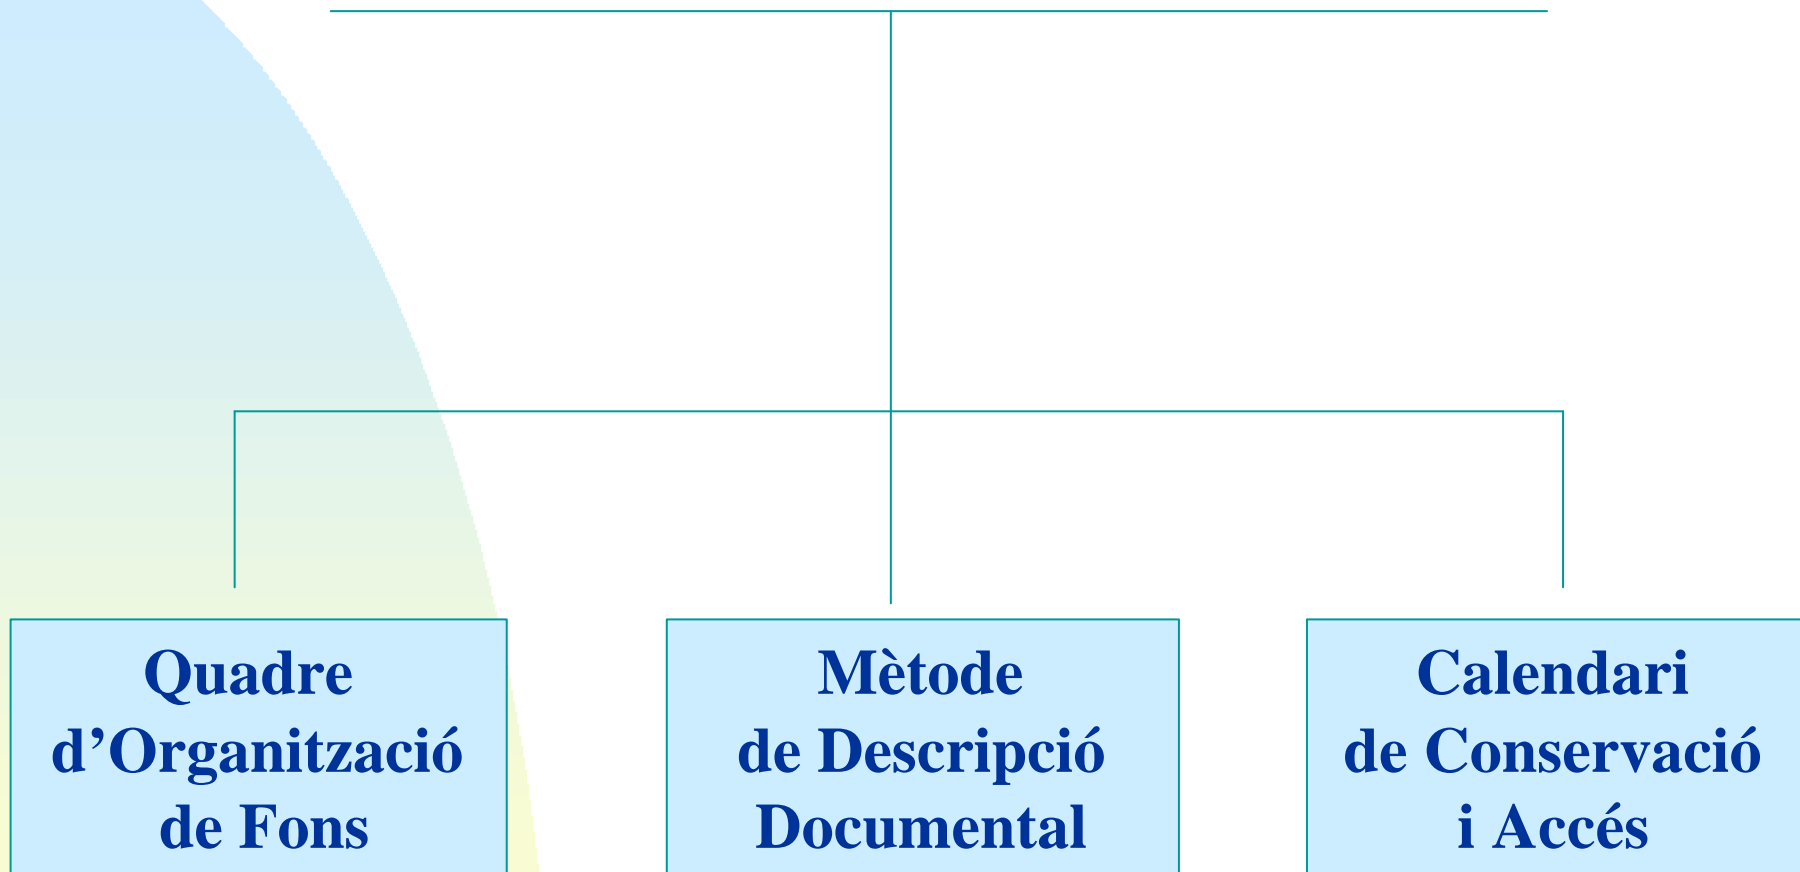 Quadre
d’Organització
de Fons
Mètode
de Descripció
Documental
Calendari
de Conservació
i Accés